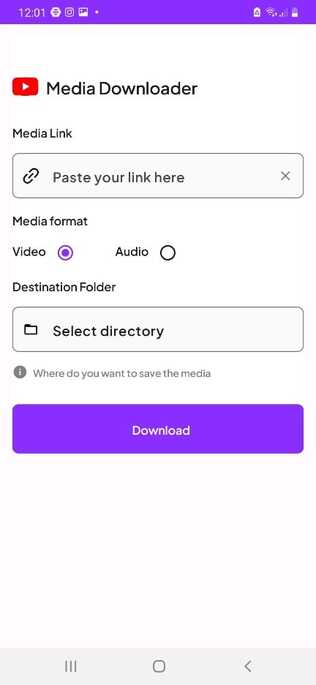 12:01
Media Downloader
Media Link
Paste your link here
Media format
Video Audio
Destination Folder
Select directory
Where do you want to save the media
Download